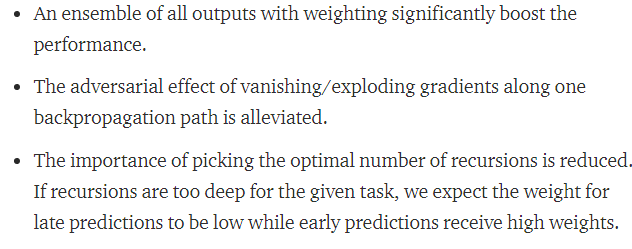 • An ensemble of all outputs with weighting significantly boost the
performance.
• The adversarial effect of vanishing/exploding gradients along one
backpropagation path is alleviated.
• The importance of picking the optimal number of recursions is reduced.
If recursions are too deep for the given task, we expect the weight for
late predictions to be low while early predictions receive high weights.